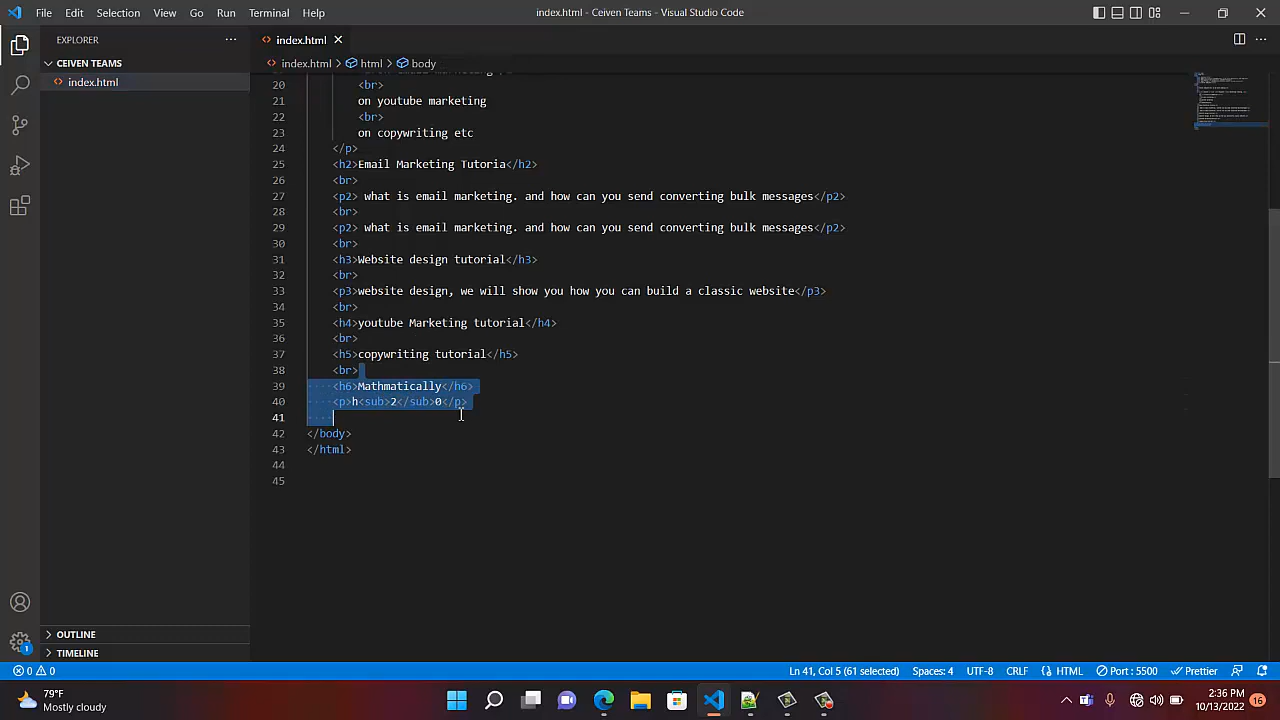 File Edit Selection View Go Run Terminal Help
index.html - Ceiven Teams - Visual Studio Code
EXPLORER
index.html
CEIVEN TEAMS
index.html > html > body
index.html
20 <br>
21 on youtube marketing
22 <br>
23 on copywriting etc
24 </p>
25 <h2>Email Marketing Tutoria</h2>
26 <br>
27 <p2> what is email marketing. and how can you send converting bulk messages</p2>
28 <br>
29 <p2> what is email marketing. and how can you send converting bulk messages</p2>
30 <br>
31 <h3>Website design tutorial</h3>
32 <br>
33 <p3>website design, we will show you how you can build a classic website</p3>
34 <br>
35 <h4>youtube Marketing tutorial</h4>
36 <br>
37 <h5>copywriting tutorial</h5>
38 <br>
39 <h6>Mathmatically</h6>
40 <p>h<sub>2</sub>0</p>
41
42 </body>
43 </html>
44
45
OUTLINE
TIMELINE
0 0
Ln 41, Col 5 (61 selected) Spaces: 4 UTF-8 CRLF HTML Port : 5500 Prettier
1
79°F
Mostly cloudy
2:36 PM
10/13/2022
16